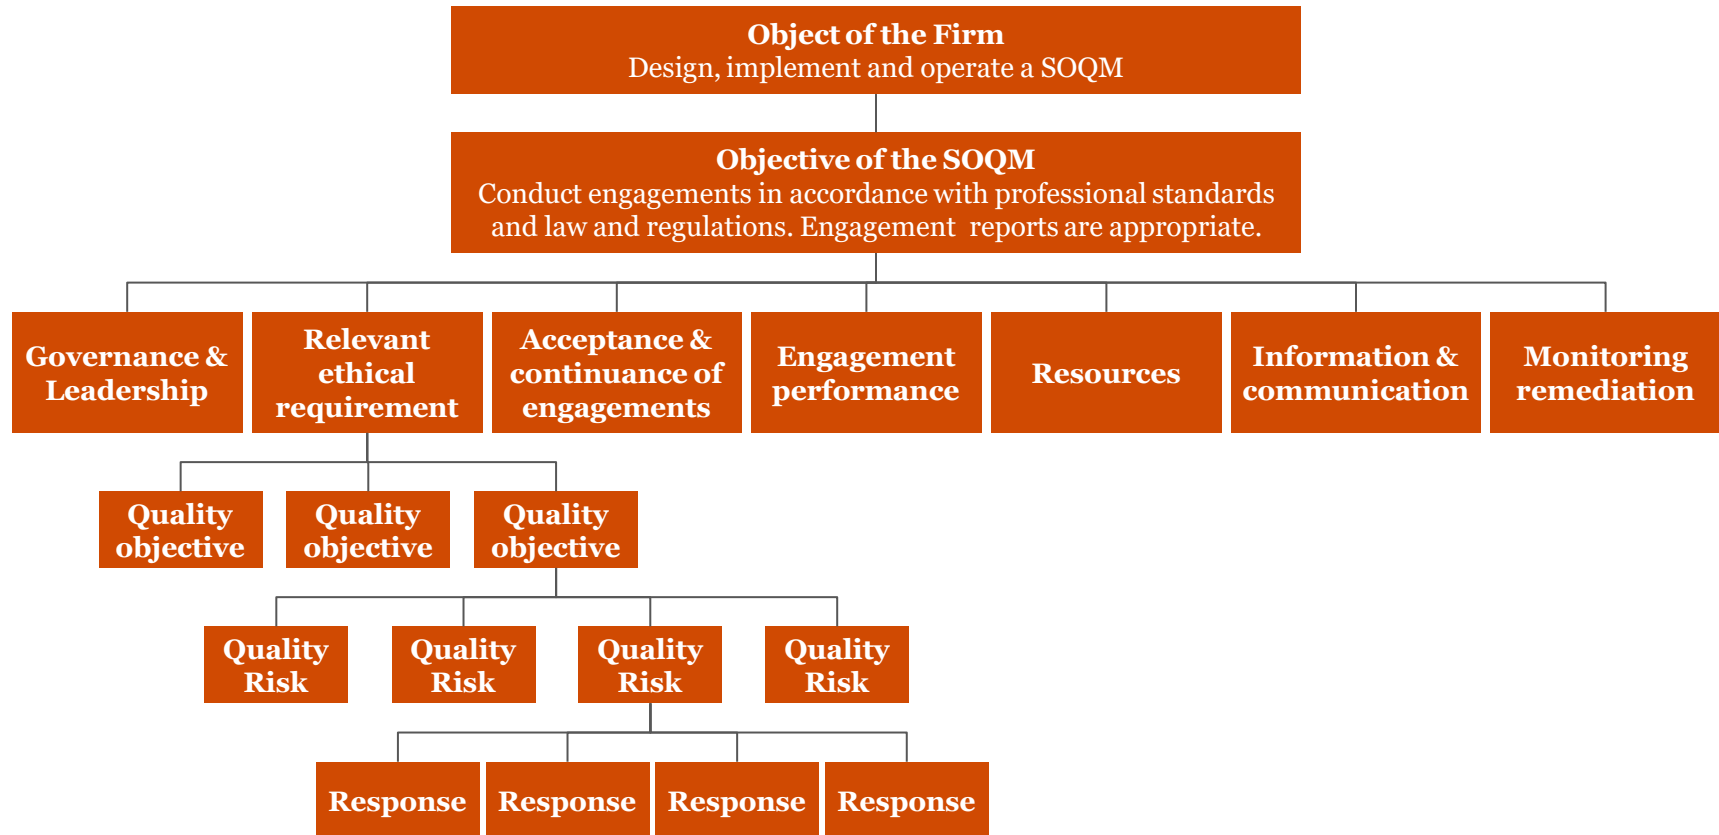 Object of the Firm
Design, implement and operate a SOQM
Objective of the SOQM
Conduct engagements in accordance with professional standards
and law and regulations. Engagement  reports are appropriate.
Governance &
Leadership
Relevant
ethical
requirement
Acceptance &
continuance of
engagements
Engagement
performance
Resources
Information &
communication
Monitoring
remediation
Quality
objective
Quality
objective
Quality
objective
Quality
Risk
Quality
Risk
Quality
Risk
Quality
Risk
Response
Response
Response
Response